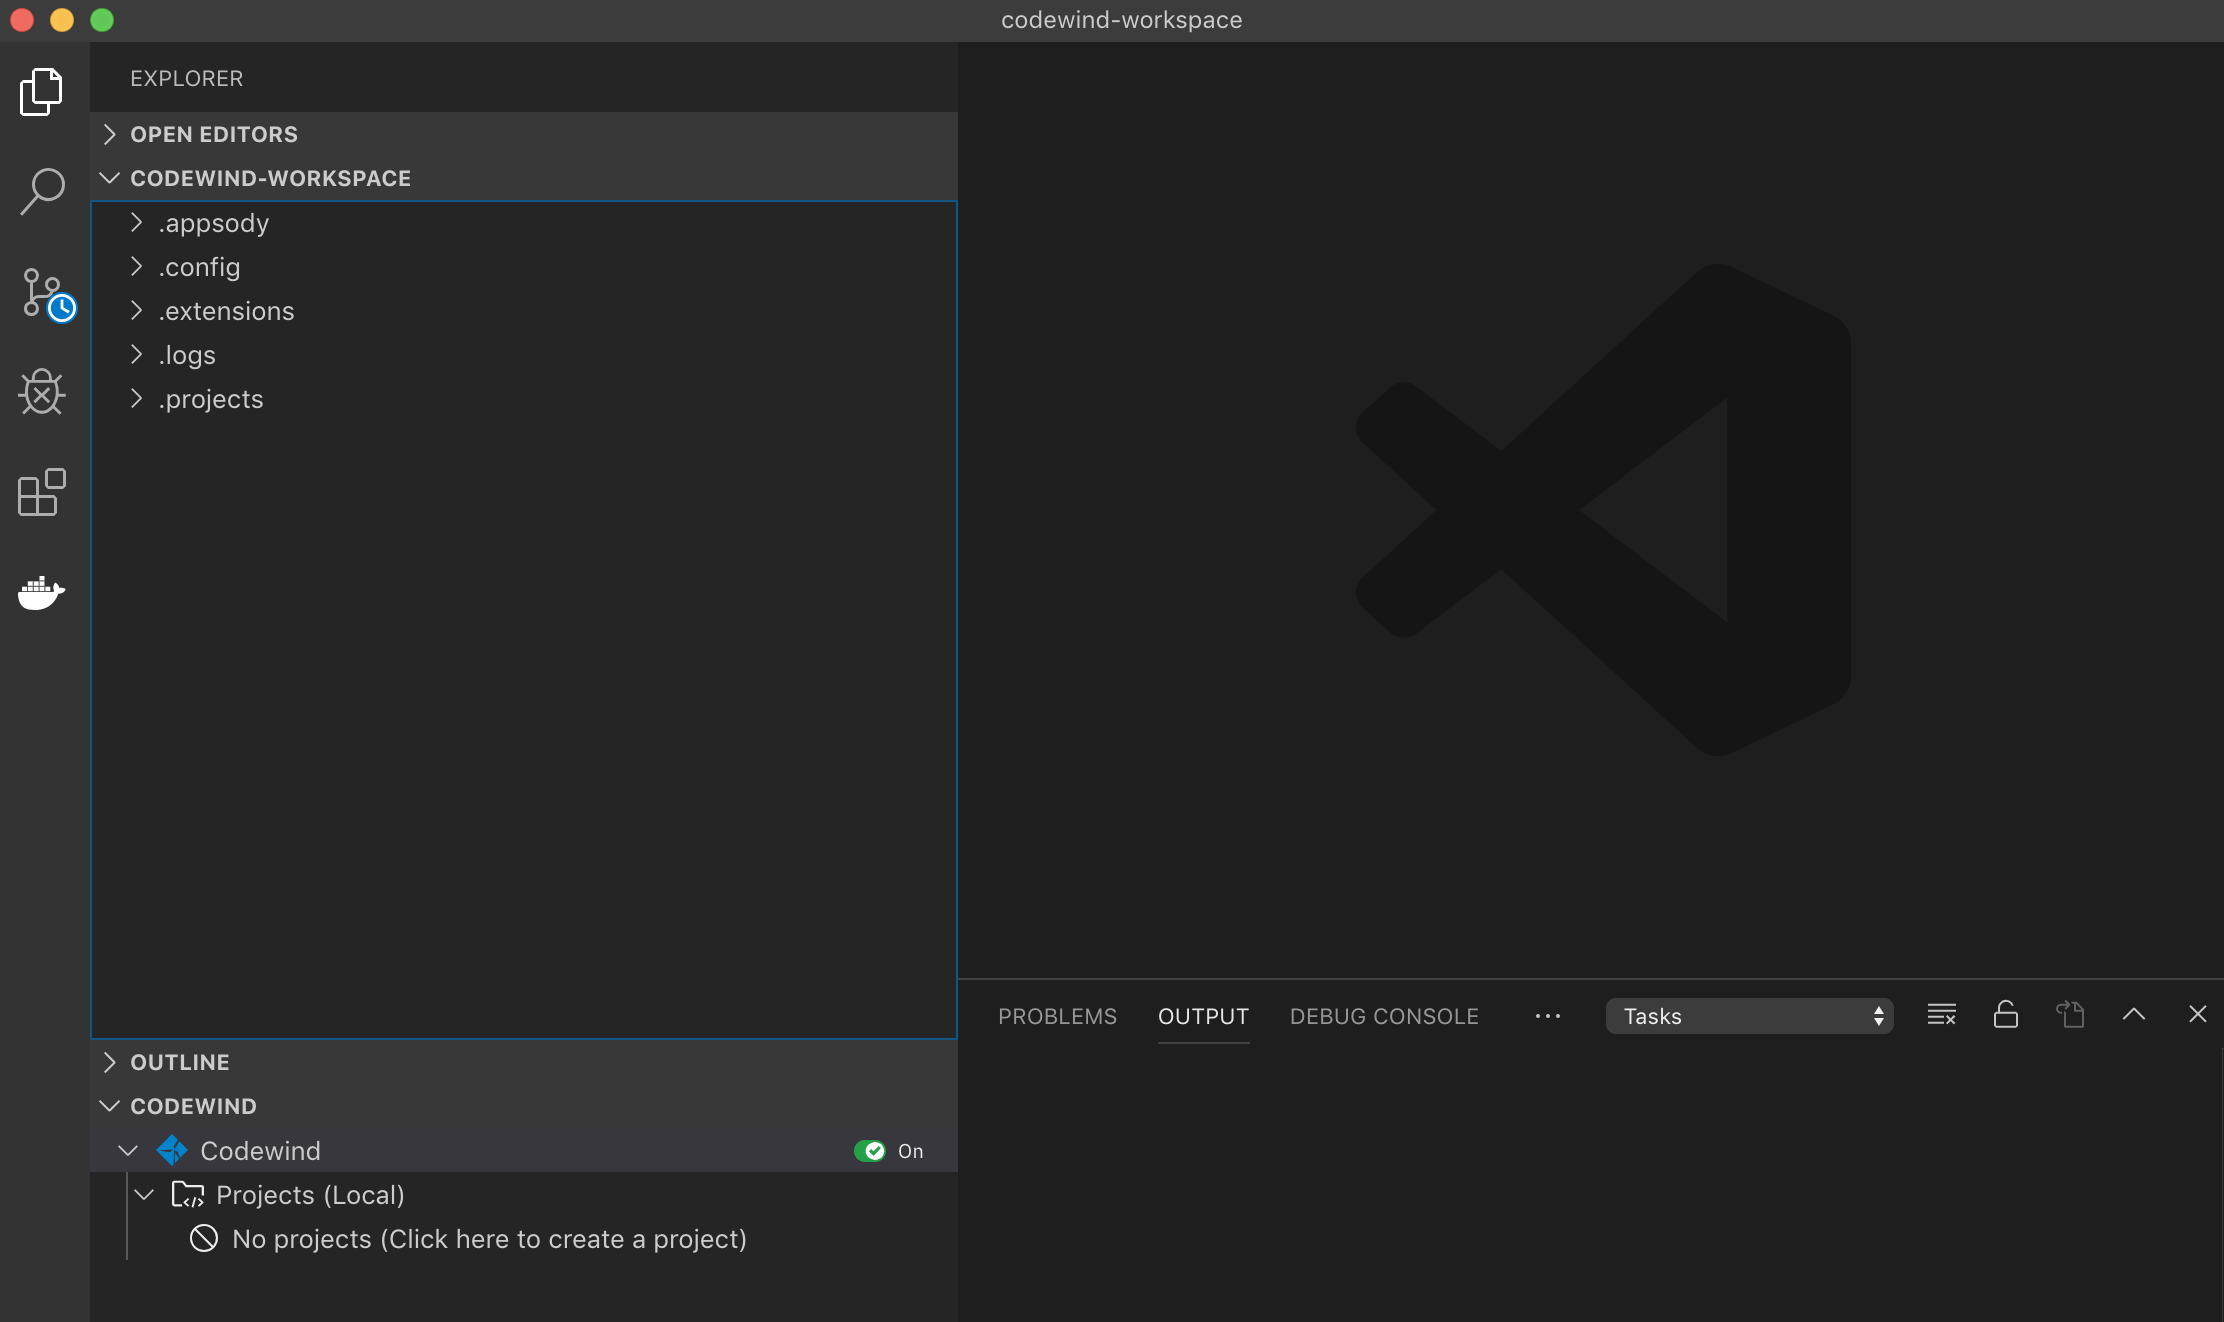 codewind-workspace
EXPLORER
OPEN EDITORS
CODEWIND-WORKSPACE
.appsody
.config
.extensions
.logs
.projects
OUTLINE
CODEWIND
Codewind On
Projects (Local)
No projects (Click here to create a project)
PROBLEMS OUTPUT DEBUG CONSOLE ··· Tasks